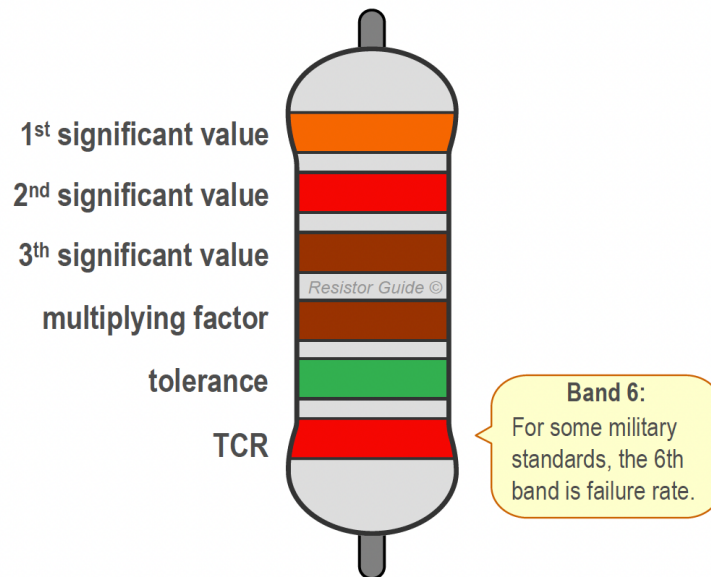 1st significant value
2nd significant value
3th significant value
Resistor Guide ©
multiplying factor
tolerance
TCR
Band 6:
For some military
standards, the 6th
band is failure rate.